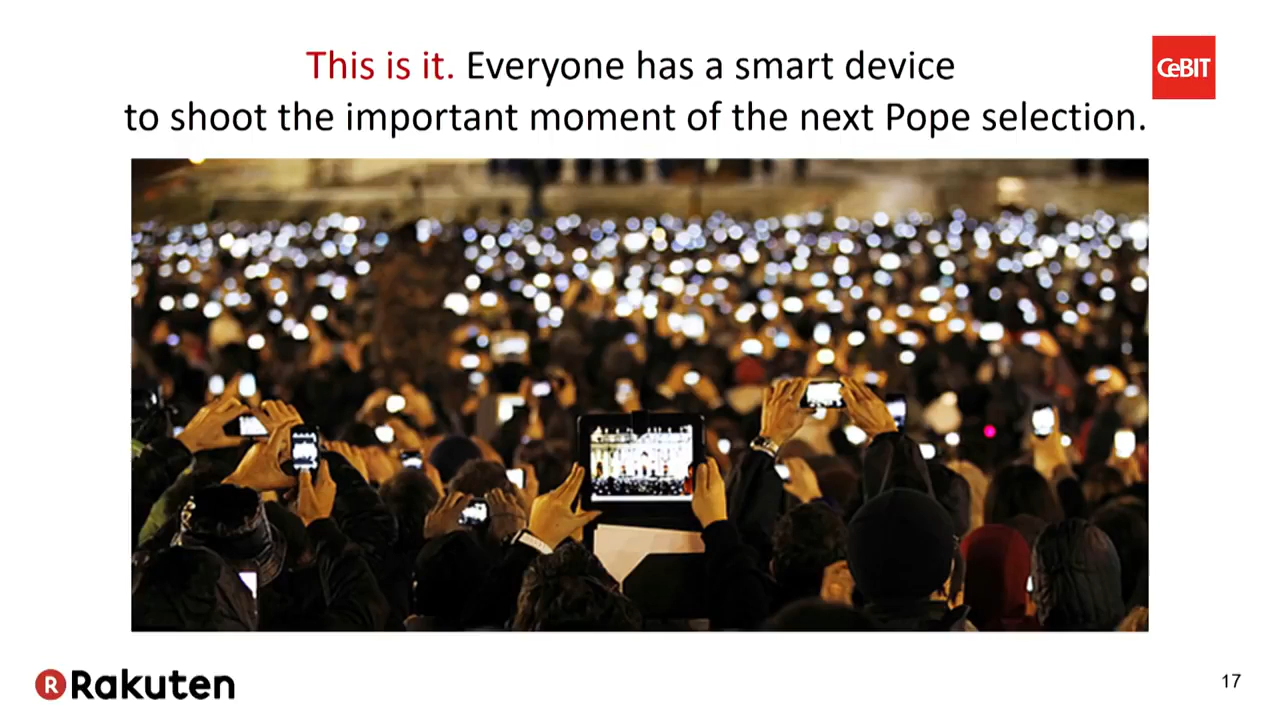 This is it. Everyone has a smart device
CeBIT
to shoot the important moment of the next Pope selection.
R Rakuten
17